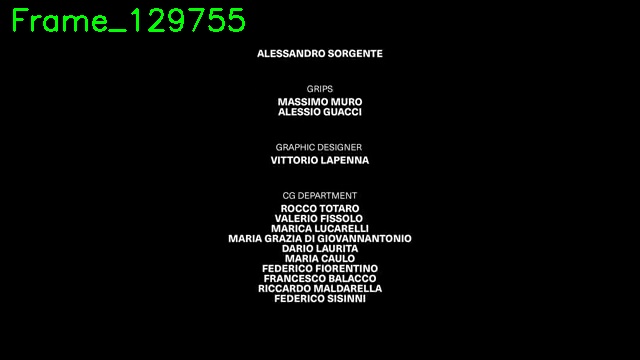 Frame_129755
ALESSANDRO SORGENTE
GRIPS
MASSIMO MURO
ALESSIO GUACCI
GRAPHIC DESIGNER
VITTORIO LAPENNA
CG DEPARTMENT
ROCCO TOTARO
VALERIO FISSOLO
MARICA LUCARELLI
MARIA GRAZIA DI GIOVANNANTONIO
DARIO LAURITA
MARIA CAULO
FEDERICO FIORENTINO
FRANCESCO BALACCO
RICCARDO MALDARELLA
FEDERICO SISINNI